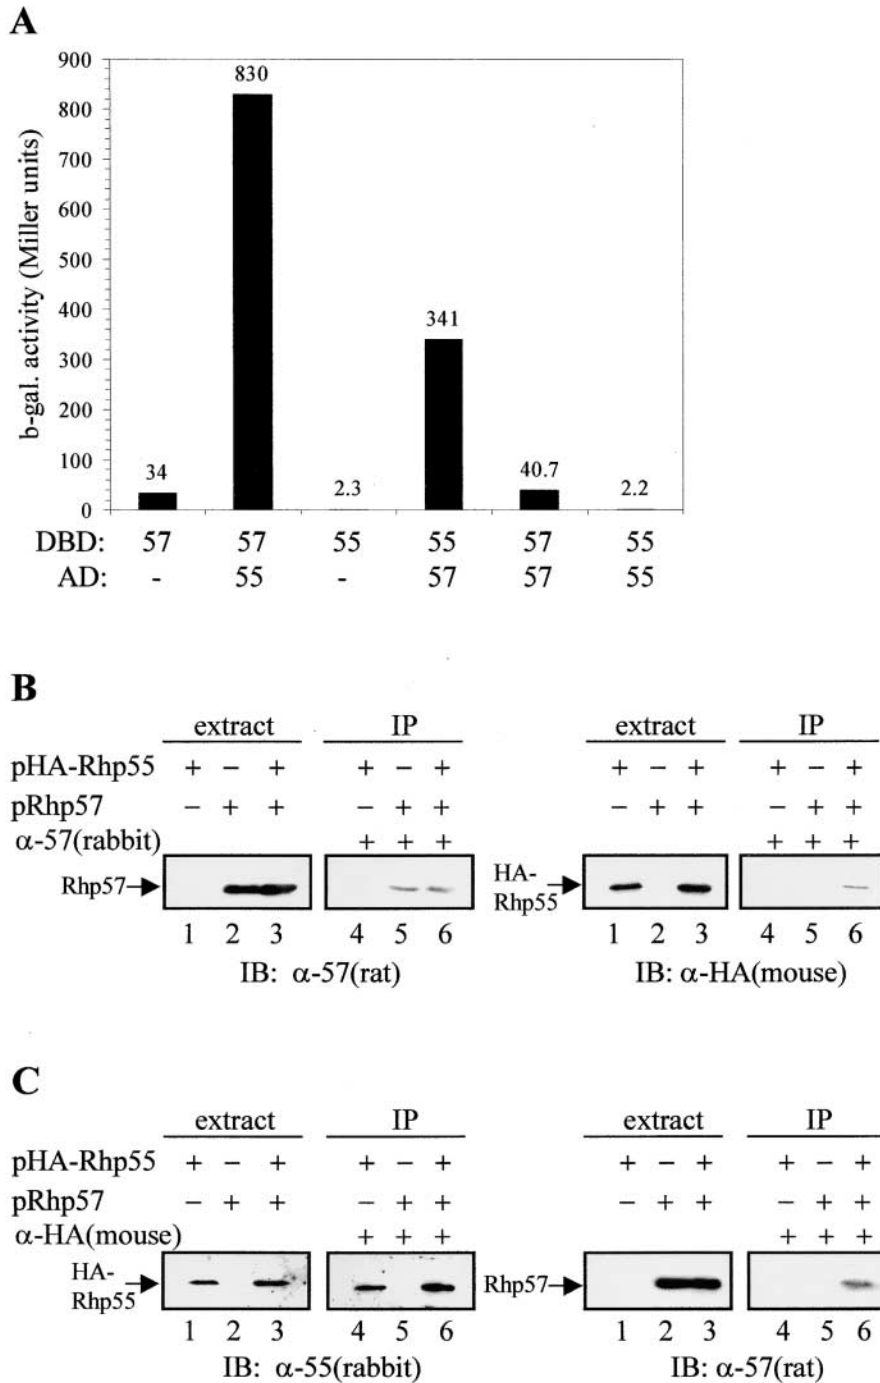 A
b-gal. activity (Miller units)
900
800
700
600
500
400
300
200
100
0
34
830
2.3
341
40.7
2.2
DBD: 57 57 55 55 57 55
AD: - 55 - 57 57 55
B
extract IP extract IP
pHA-Rhp55 + – + + – + + – + + – +
pRhp57 – + + – + + – + + – + +
α-57(rabbit) + + + + + +
Rhp57
HA-
Rhp55
1 2 3 4 5 6 1 2 3 4 5 6
IB: α-57(rat) IB: α-HA(mouse)
C
extract IP extract IP
pHA-Rhp55 + – + + – + + – + + – +
pRhp57 – + + – + + – + + – + +
α-HA(mouse) + + + + + +
HA-
Rhp55
Rhp57
1 2 3 4 5 6 1 2 3 4 5 6
IB: α-55(rabbit) IB: α-57(rat)